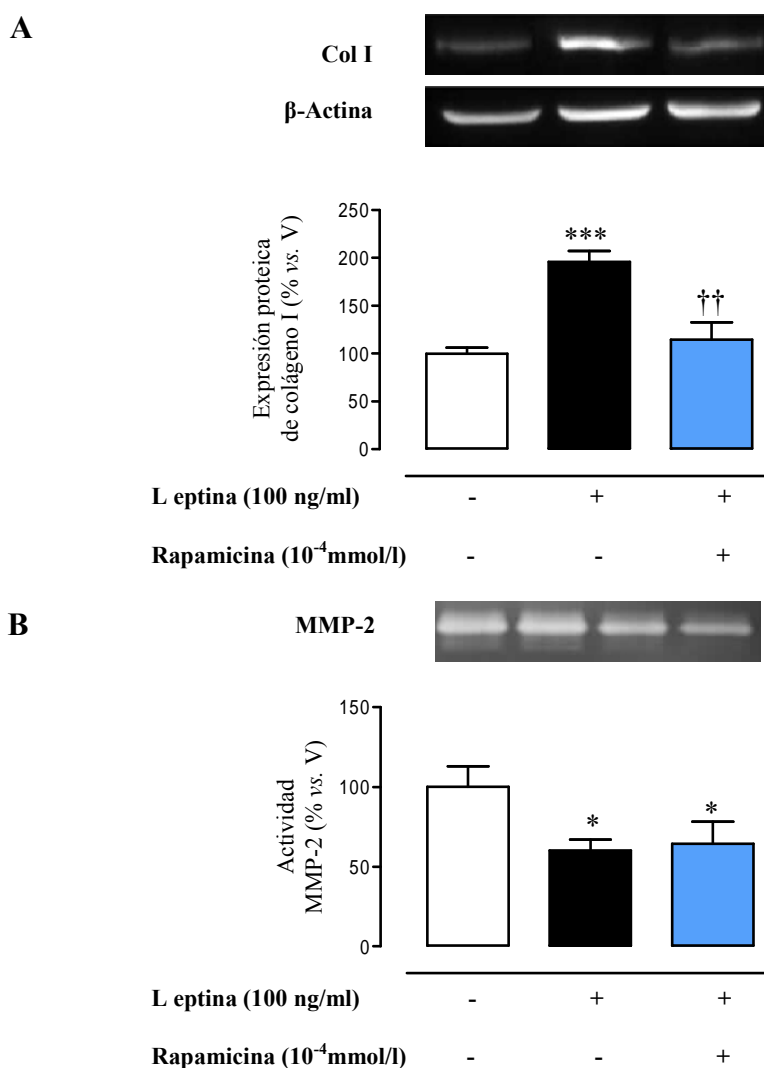 A
Col I
β-Actina
Expresión proteica
de colágeno I (% vs. V)
250
200
150
100
50
0
***
††
L eptina (100 ng/ml) - + +
Rapamicina (10⁻⁴mmol/l) - - +
B
MMP-2
Actividad
MMP-2 (% vs. V)
150
100
50
0
*
*
L eptina (100 ng/ml) - + +
Rapamicina (10⁻⁴mmol/l) - - +